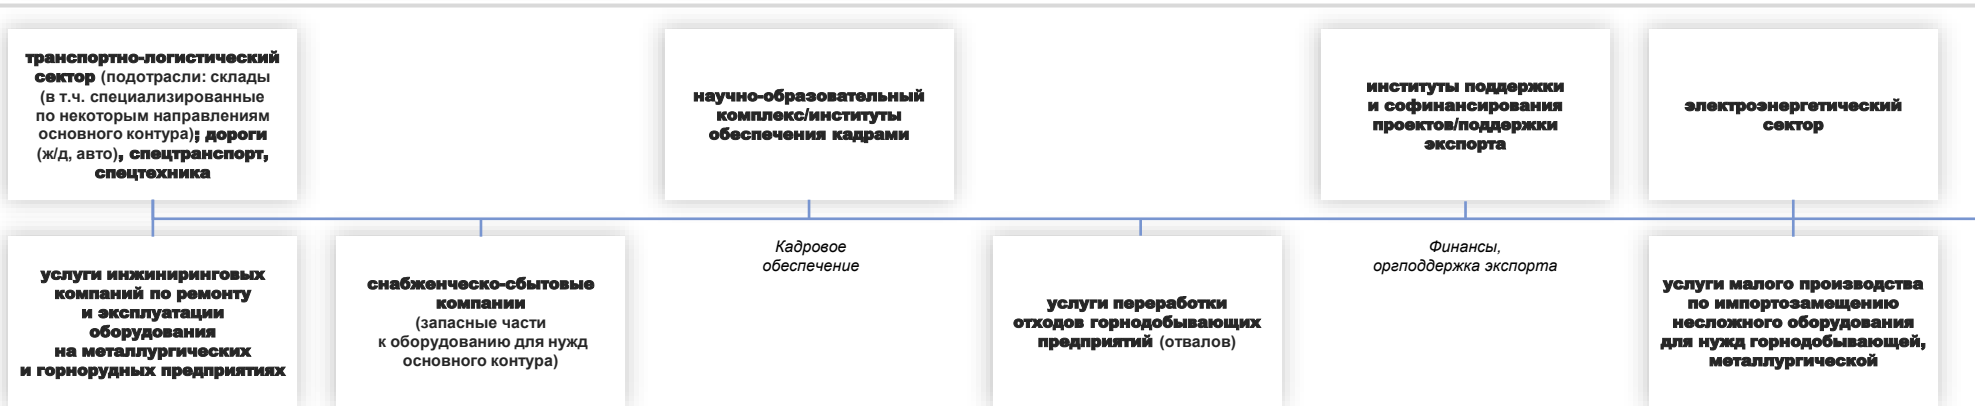 транспортно-логистический
сектор (подотрасли: склады
(в т.ч. специализированные
по некоторым направлениям
основного контура); дороги
(ж/д, авто), спецтранспорт,
спецтехника
научно-образовательный
комплекс/институты
обеспечения кадрами
институты поддержки
и софинансирования
проектов/поддержки
экспорта
электроэнергетический
сектор
услуги инжиниринговых
компаний по ремонту
и эксплуатации
оборудования
на металлургических
и горнорудных предприятиях
снабженческо-сбытовые
компании
(запасные части
к оборудованию для нужд
основного контура)
Кадровое
обеспечение
услуги переработки
отходов горнодобывающих
предприятий (отвалов)
Финансы,
оргподдержка экспорта
услуги малого производства
по импортозамещению
несложного оборудования
для нужд горнодобывающей,
металлургической